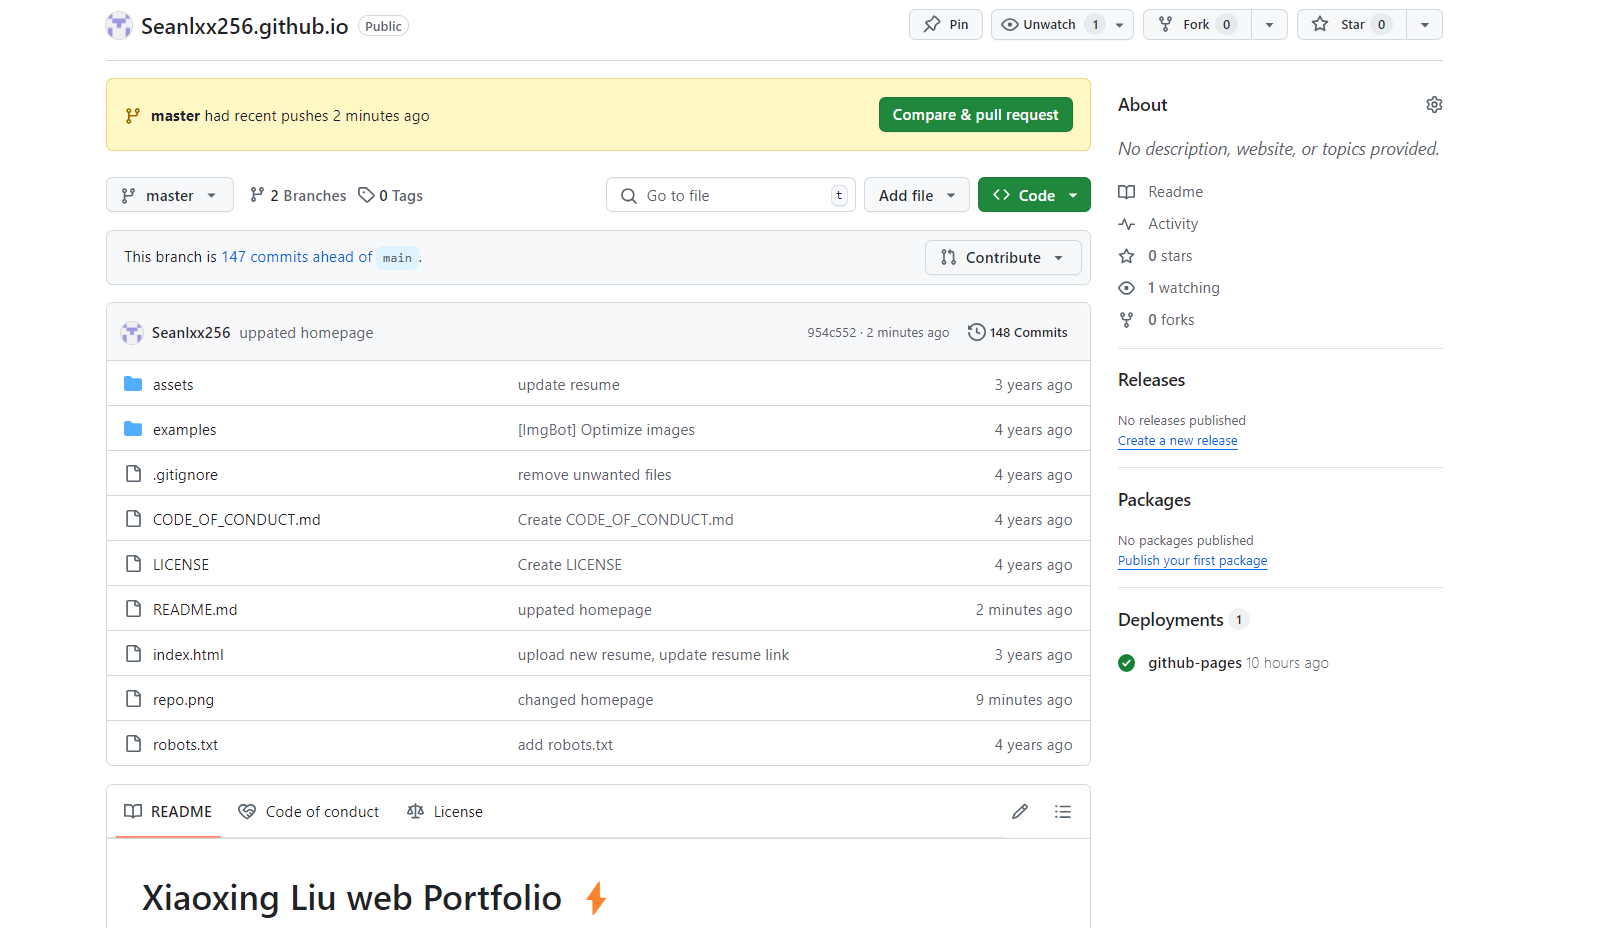 Seanlxx256.github.io Public
Pin
Unwatch 1
Fork 0
Star 0
master had recent pushes 2 minutes ago
Compare & pull request
master
2 Branches
0 Tags
Go to file t
Add file
Code
This branch is 147 commits ahead of main.
Contribute
Seanlxx256 uppated homepage 954c552 · 2 minutes ago 148 Commits
assets update resume 3 years ago
examples [ImgBot] Optimize images 4 years ago
.gitignore remove unwanted files 4 years ago
CODE_OF_CONDUCT.md Create CODE_OF_CONDUCT.md 4 years ago
LICENSE Create LICENSE 4 years ago
README.md uppated homepage 2 minutes ago
index.html upload new resume, update resume link 3 years ago
repo.png changed homepage 9 minutes ago
robots.txt add robots.txt 4 years ago
README Code of conduct License
Xiaoxing Liu web Portfolio
About
No description, website, or topics provided.
Readme
Activity
0 stars
1 watching
0 forks
Releases
No releases published
Create a new release
Packages
No packages published
Publish your first package
Deployments 1
github-pages 10 hours ago